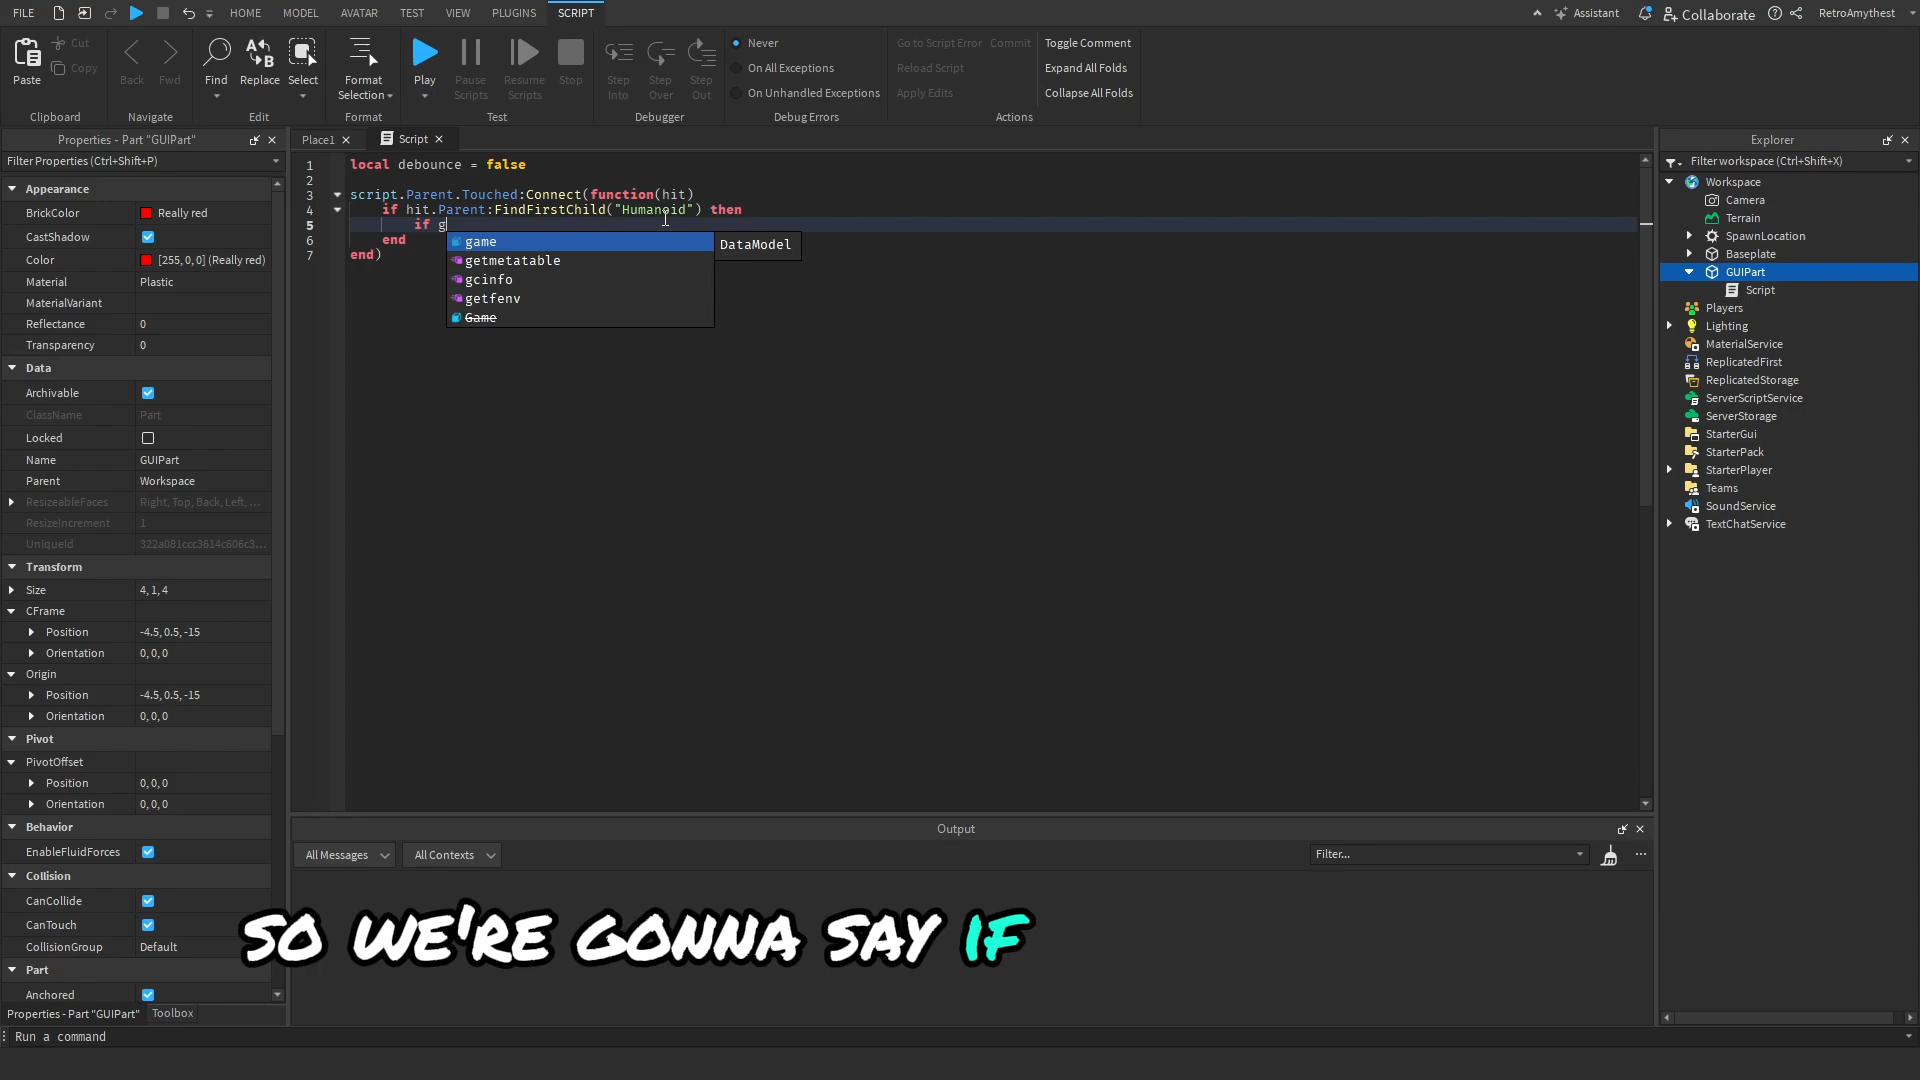 FILE HOME MODEL AVATAR TEST VIEW PLUGINS SCRIPT Assistant Collaborate RetroAmythest
Paste Cut Copy
Back Fwd
Find Replace Select
Format Selection
Play Pause Scripts Resume Scripts Stop
Step Into Step Over Step Out
Never
On All Exceptions
On Unhandled Exceptions
Go to Script Error Commit
Reload Script
Apply Edits
Toggle Comment
Expand All Folds
Collapse All Folds
Clipboard Navigate Edit Format Test Debugger Debug Errors Actions
Properties - Part "GUIPart"
Filter Properties (Ctrl+Shift+P)
Appearance
BrickColor Really red
CastShadow
Color [255, 0, 0] (Really red)
Material Plastic
MaterialVariant
Reflectance 0
Transparency 0
Data
Archivable
ClassName Part
Locked
Name GUIPart
Parent Workspace
ResizeableFaces Right, Top, Back, Left, ...
ResizeIncrement 1
UniqueId 322a081ccc3614c606c3...
Transform
Size 4, 1, 4
CFrame
Position -4.5, 0.5, -15
Orientation 0, 0, 0
Origin
Position -4.5, 0.5, -15
Orientation 0, 0, 0
Pivot
PivotOffset
Position 0, 0, 0
Orientation 0, 0, 0
Behavior
EnableFluidForces
Collision
CanCollide
CanTouch
CollisionGroup Default
Part
Anchored
Properties - Part "GUIPart" Toolbox
Run a command
Place1 Script
1 local debounce = false
2
3 script.Parent.Touched:Connect(function(hit)
4 if hit.Parent:FindFirstChild("Humanoid") then
5 if g
6 end
7 end)
game DataModel
getmetatable
gcinfo
getfenv
Game
Output
All Messages All Contexts Filter...
SO WE'RE GONNA SAY IF
Explorer
Filter workspace (Ctrl+Shift+X)
Workspace
Camera
Terrain
SpawnLocation
Baseplate
GUIPart
Script
Players
Lighting
MaterialService
ReplicatedFirst
ReplicatedStorage
ServerScriptService
ServerStorage
StarterGui
StarterPack
StarterPlayer
Teams
SoundService
TextChatService